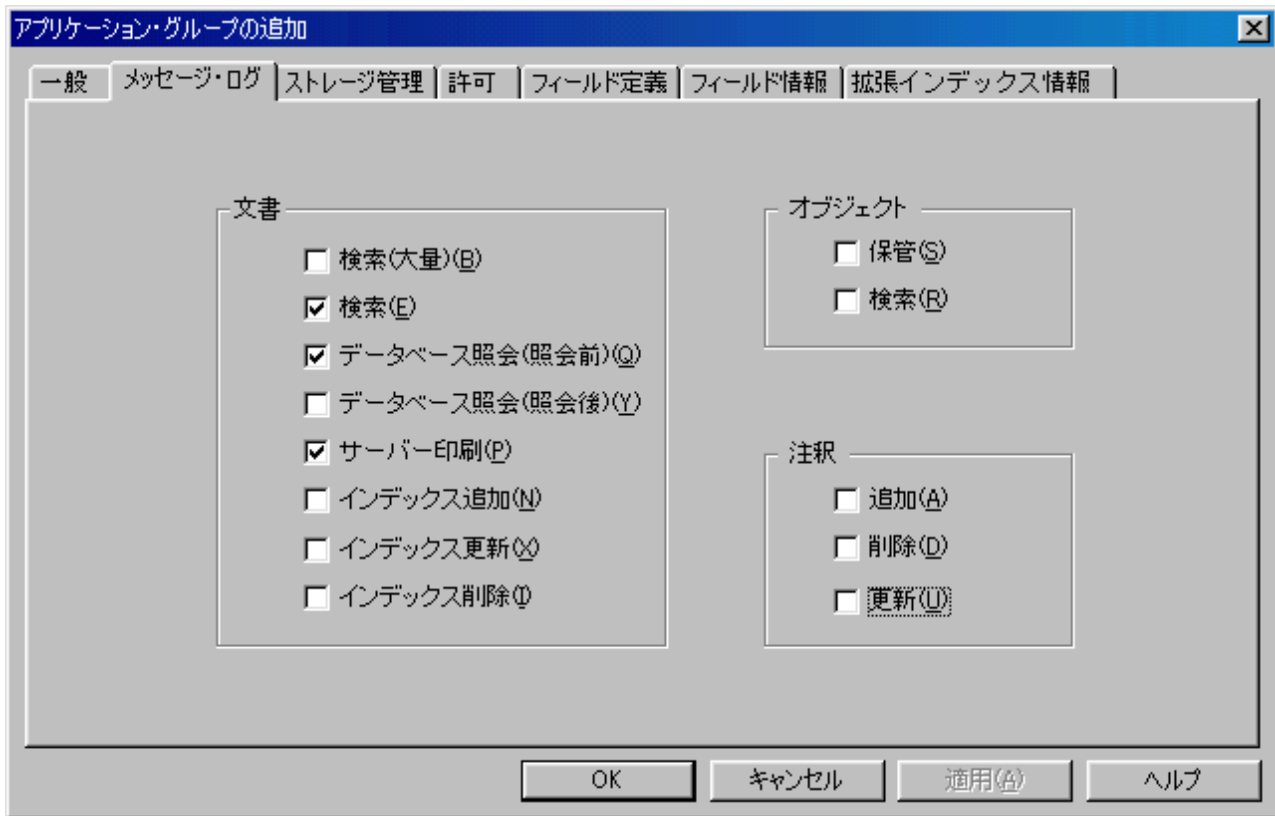 アプリケーション・グループの追加
一般 メッセージ・ログ ストレージ管理 許可 フィールド定義 フィールド情報 拡張インデックス情報
文書
検索(大量)(B)
検索(E)
データベース照会(照会前)(Q)
データベース照会(照会後)(Y)
サーバー印刷(P)
インデックス追加(N)
インデックス更新(X)
インデックス削除(I)
オブジェクト
保管(S)
検索(R)
注釈
追加(A)
削除(D)
更新(U)
OK キャンセル 適用(A) ヘルプ